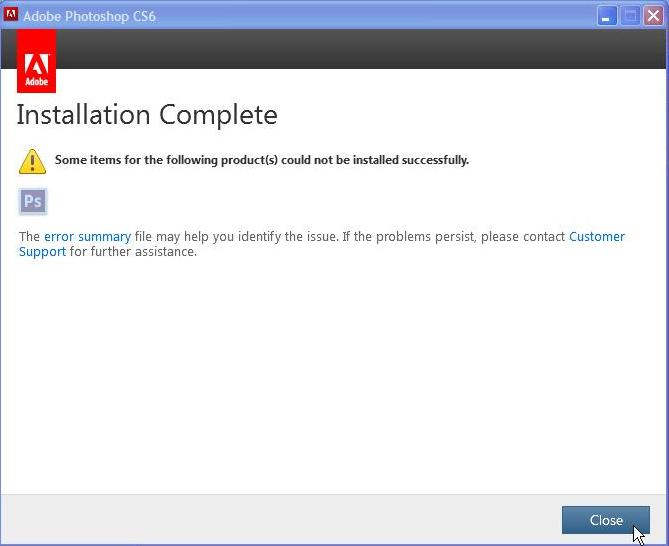 Adobe Photoshop CS6
Adobe
Installation Complete
Some items for the following product(s) could not be installed successfully.
Ps
The error summary file may help you identify the issue. If the problems persist, please contact Customer
Support for further assistance.
Close